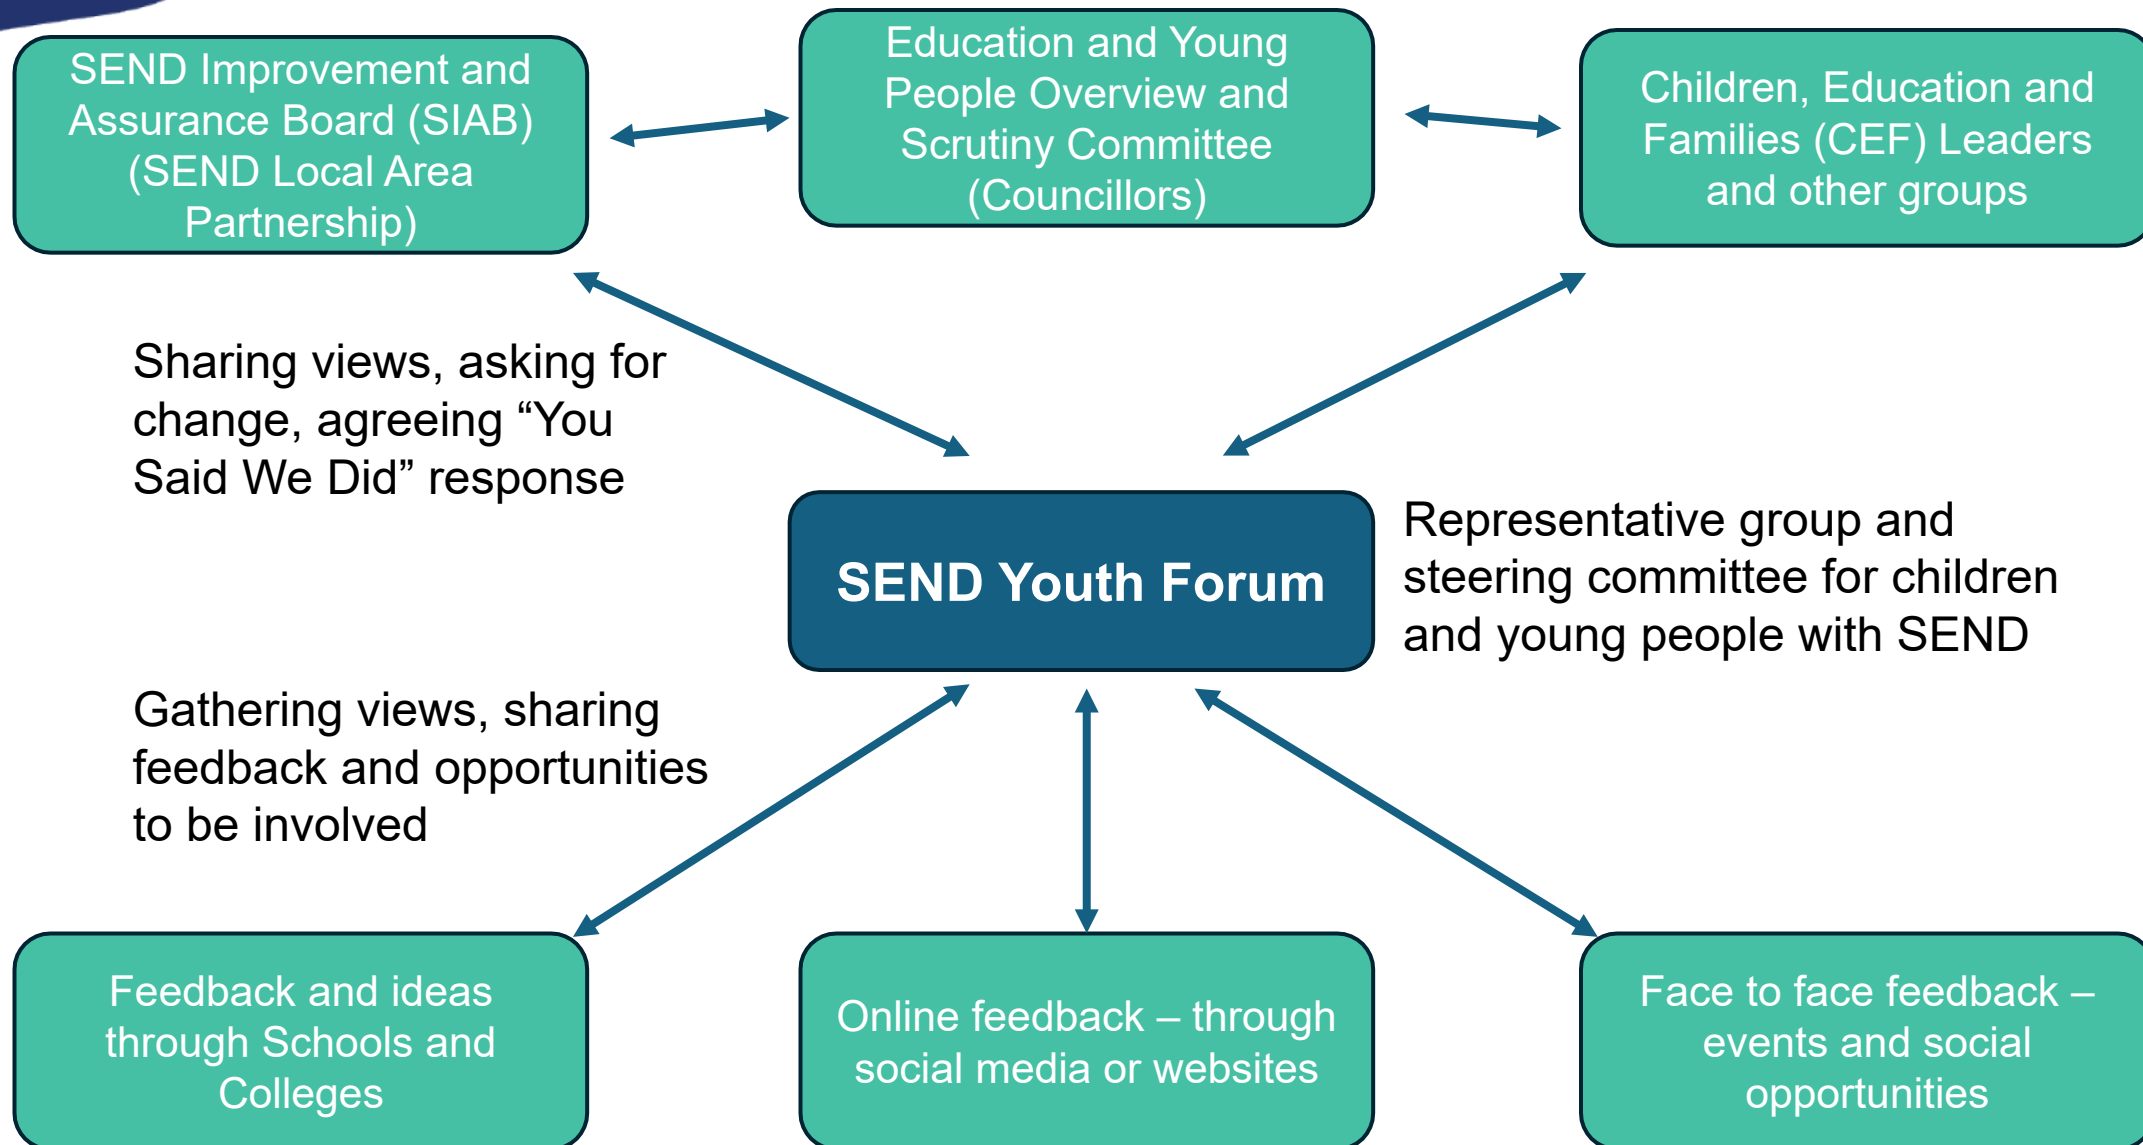 SEND Improvement and
Assurance Board (SIAB)
(SEND Local Area
Partnership)
Education and Young
People Overview and
Scrutiny Committee
(Councillors)
Children, Education and
Families (CEF) Leaders
and other groups
Sharing views, asking for
change, agreeing “You
Said We Did” response
SEND Youth Forum
Representative group and
steering committee for children
and young people with SEND
Gathering views, sharing
feedback and opportunities
to be involved
Feedback and ideas
through Schools and
Colleges
Online feedback – through
social media or websites
Face to face feedback –
events and social
opportunities